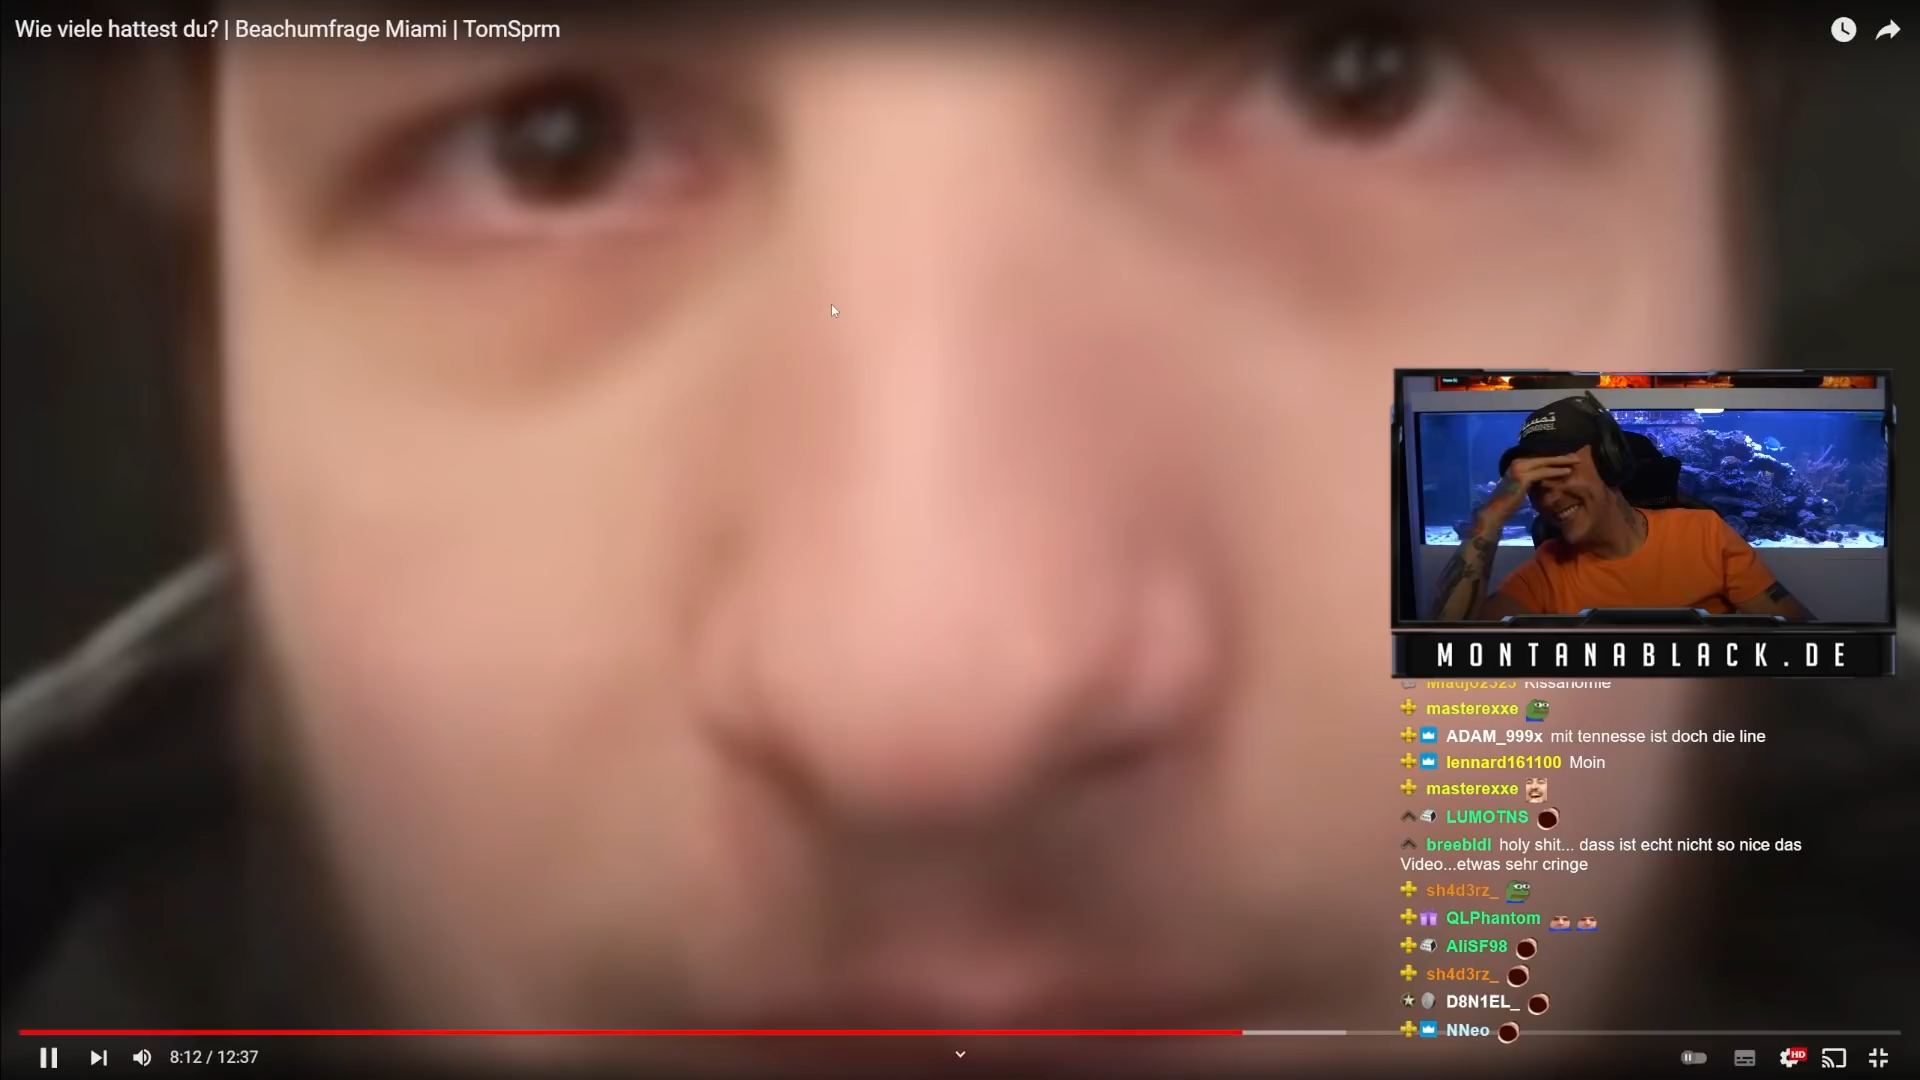 Wie viele hattest du? | Beachumfrage Miami | TomSprm
MONTANABLACK.DE
masterexxe
ADAM_999x mit tennesse ist doch die line
lennard161100 Moin
masterexxe
LUMOTNS
breebldl holy shit... dass ist echt nicht so nice das
Video...etwas sehr cringe
sh4d3rz_
QLPhantom
AliSF98
sh4d3rz_
D8N1EL_
NNeo
8:12 / 12:37
HD